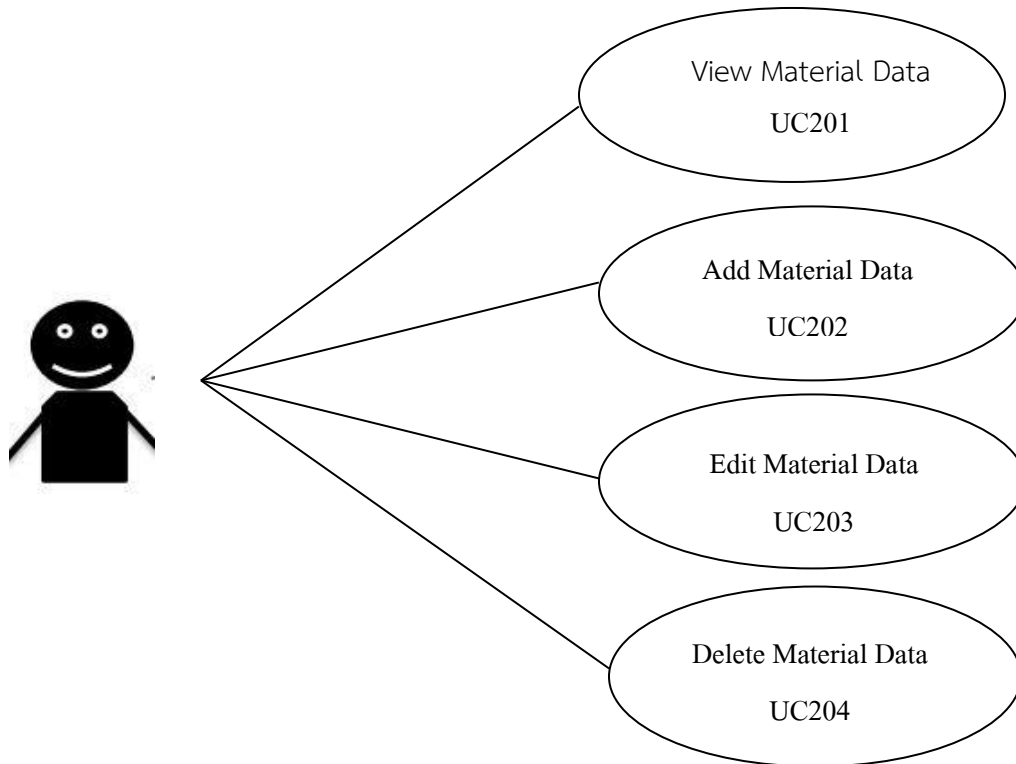 View Material Data
UC201
Add Material Data
UC202
Edit Material Data
UC203
Delete Material Data
UC204